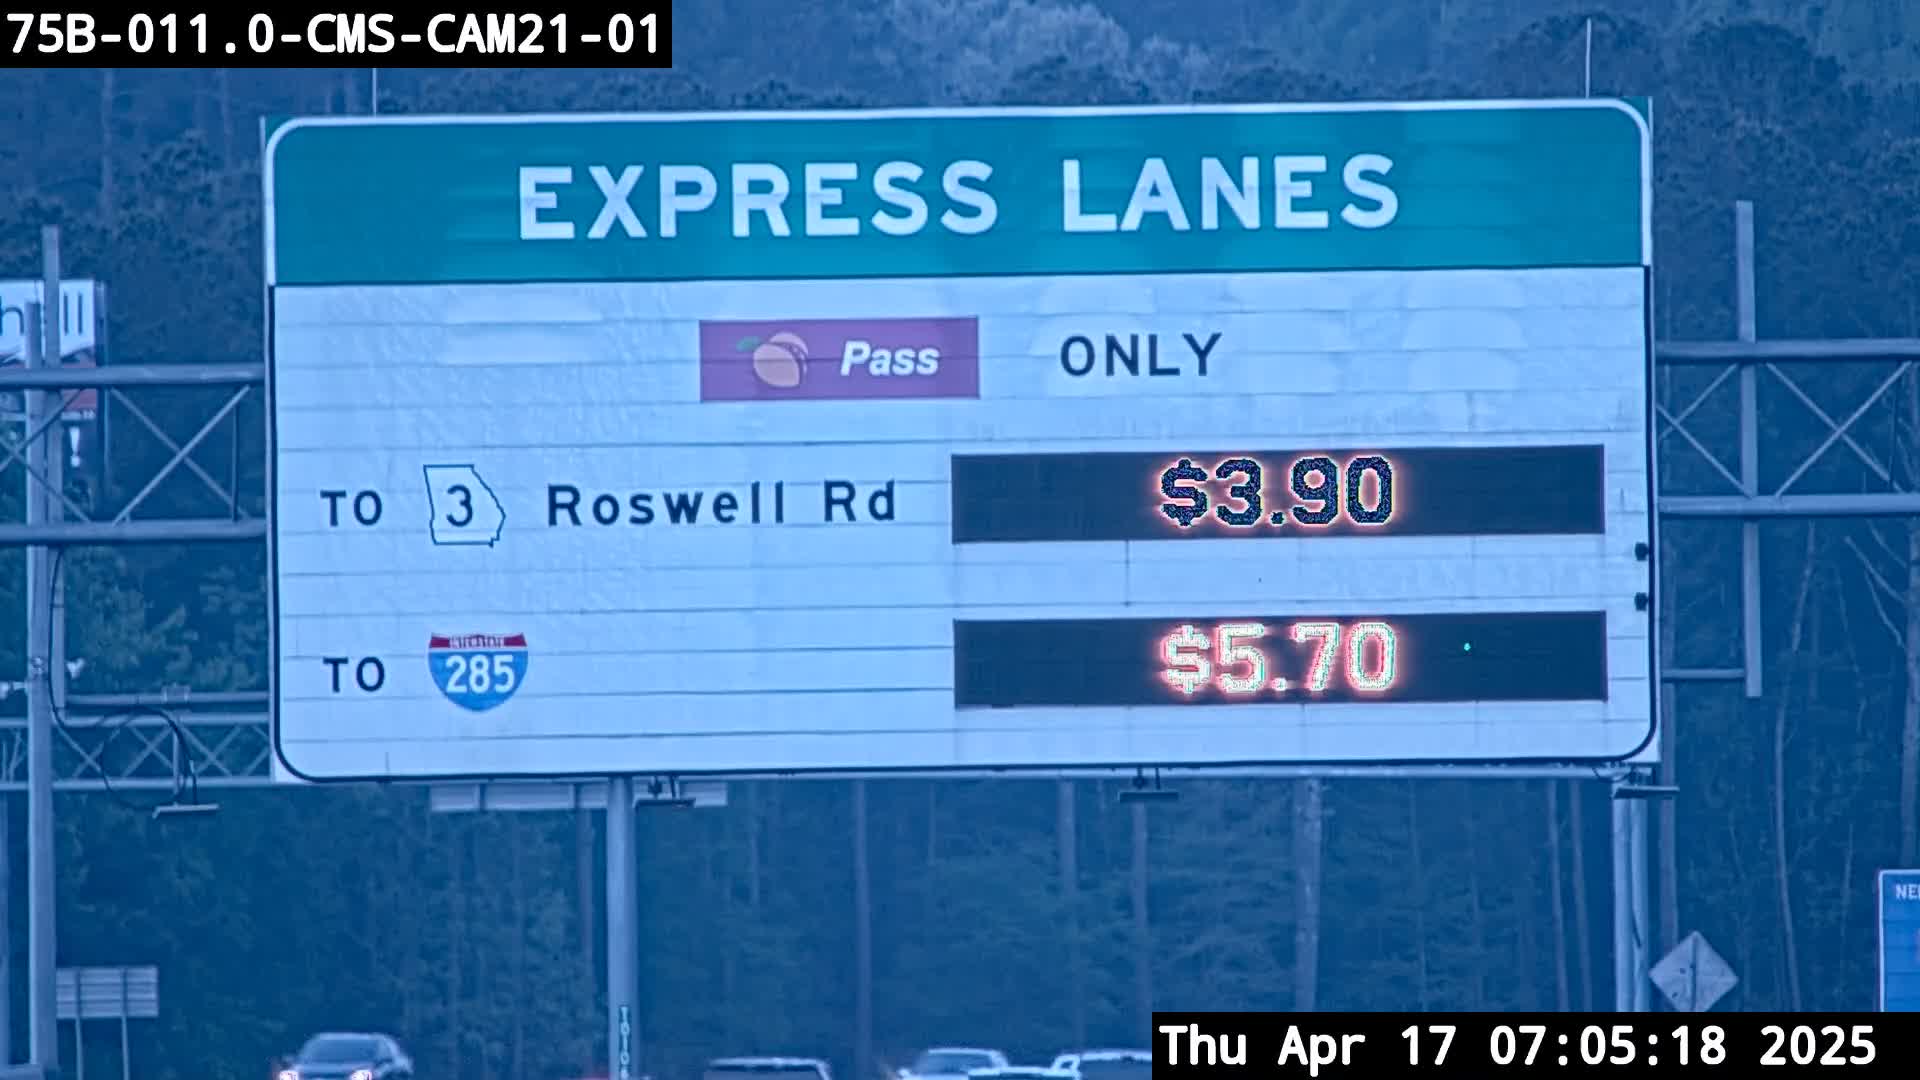 75B-011.0-CMS-CAM21-01
EXPRESS LANES
Pass ONLY
TO 3 Roswell Rd $3.90
INTERSTATE
TO 285 $5.70
Thu Apr 17 07:05:18 2025